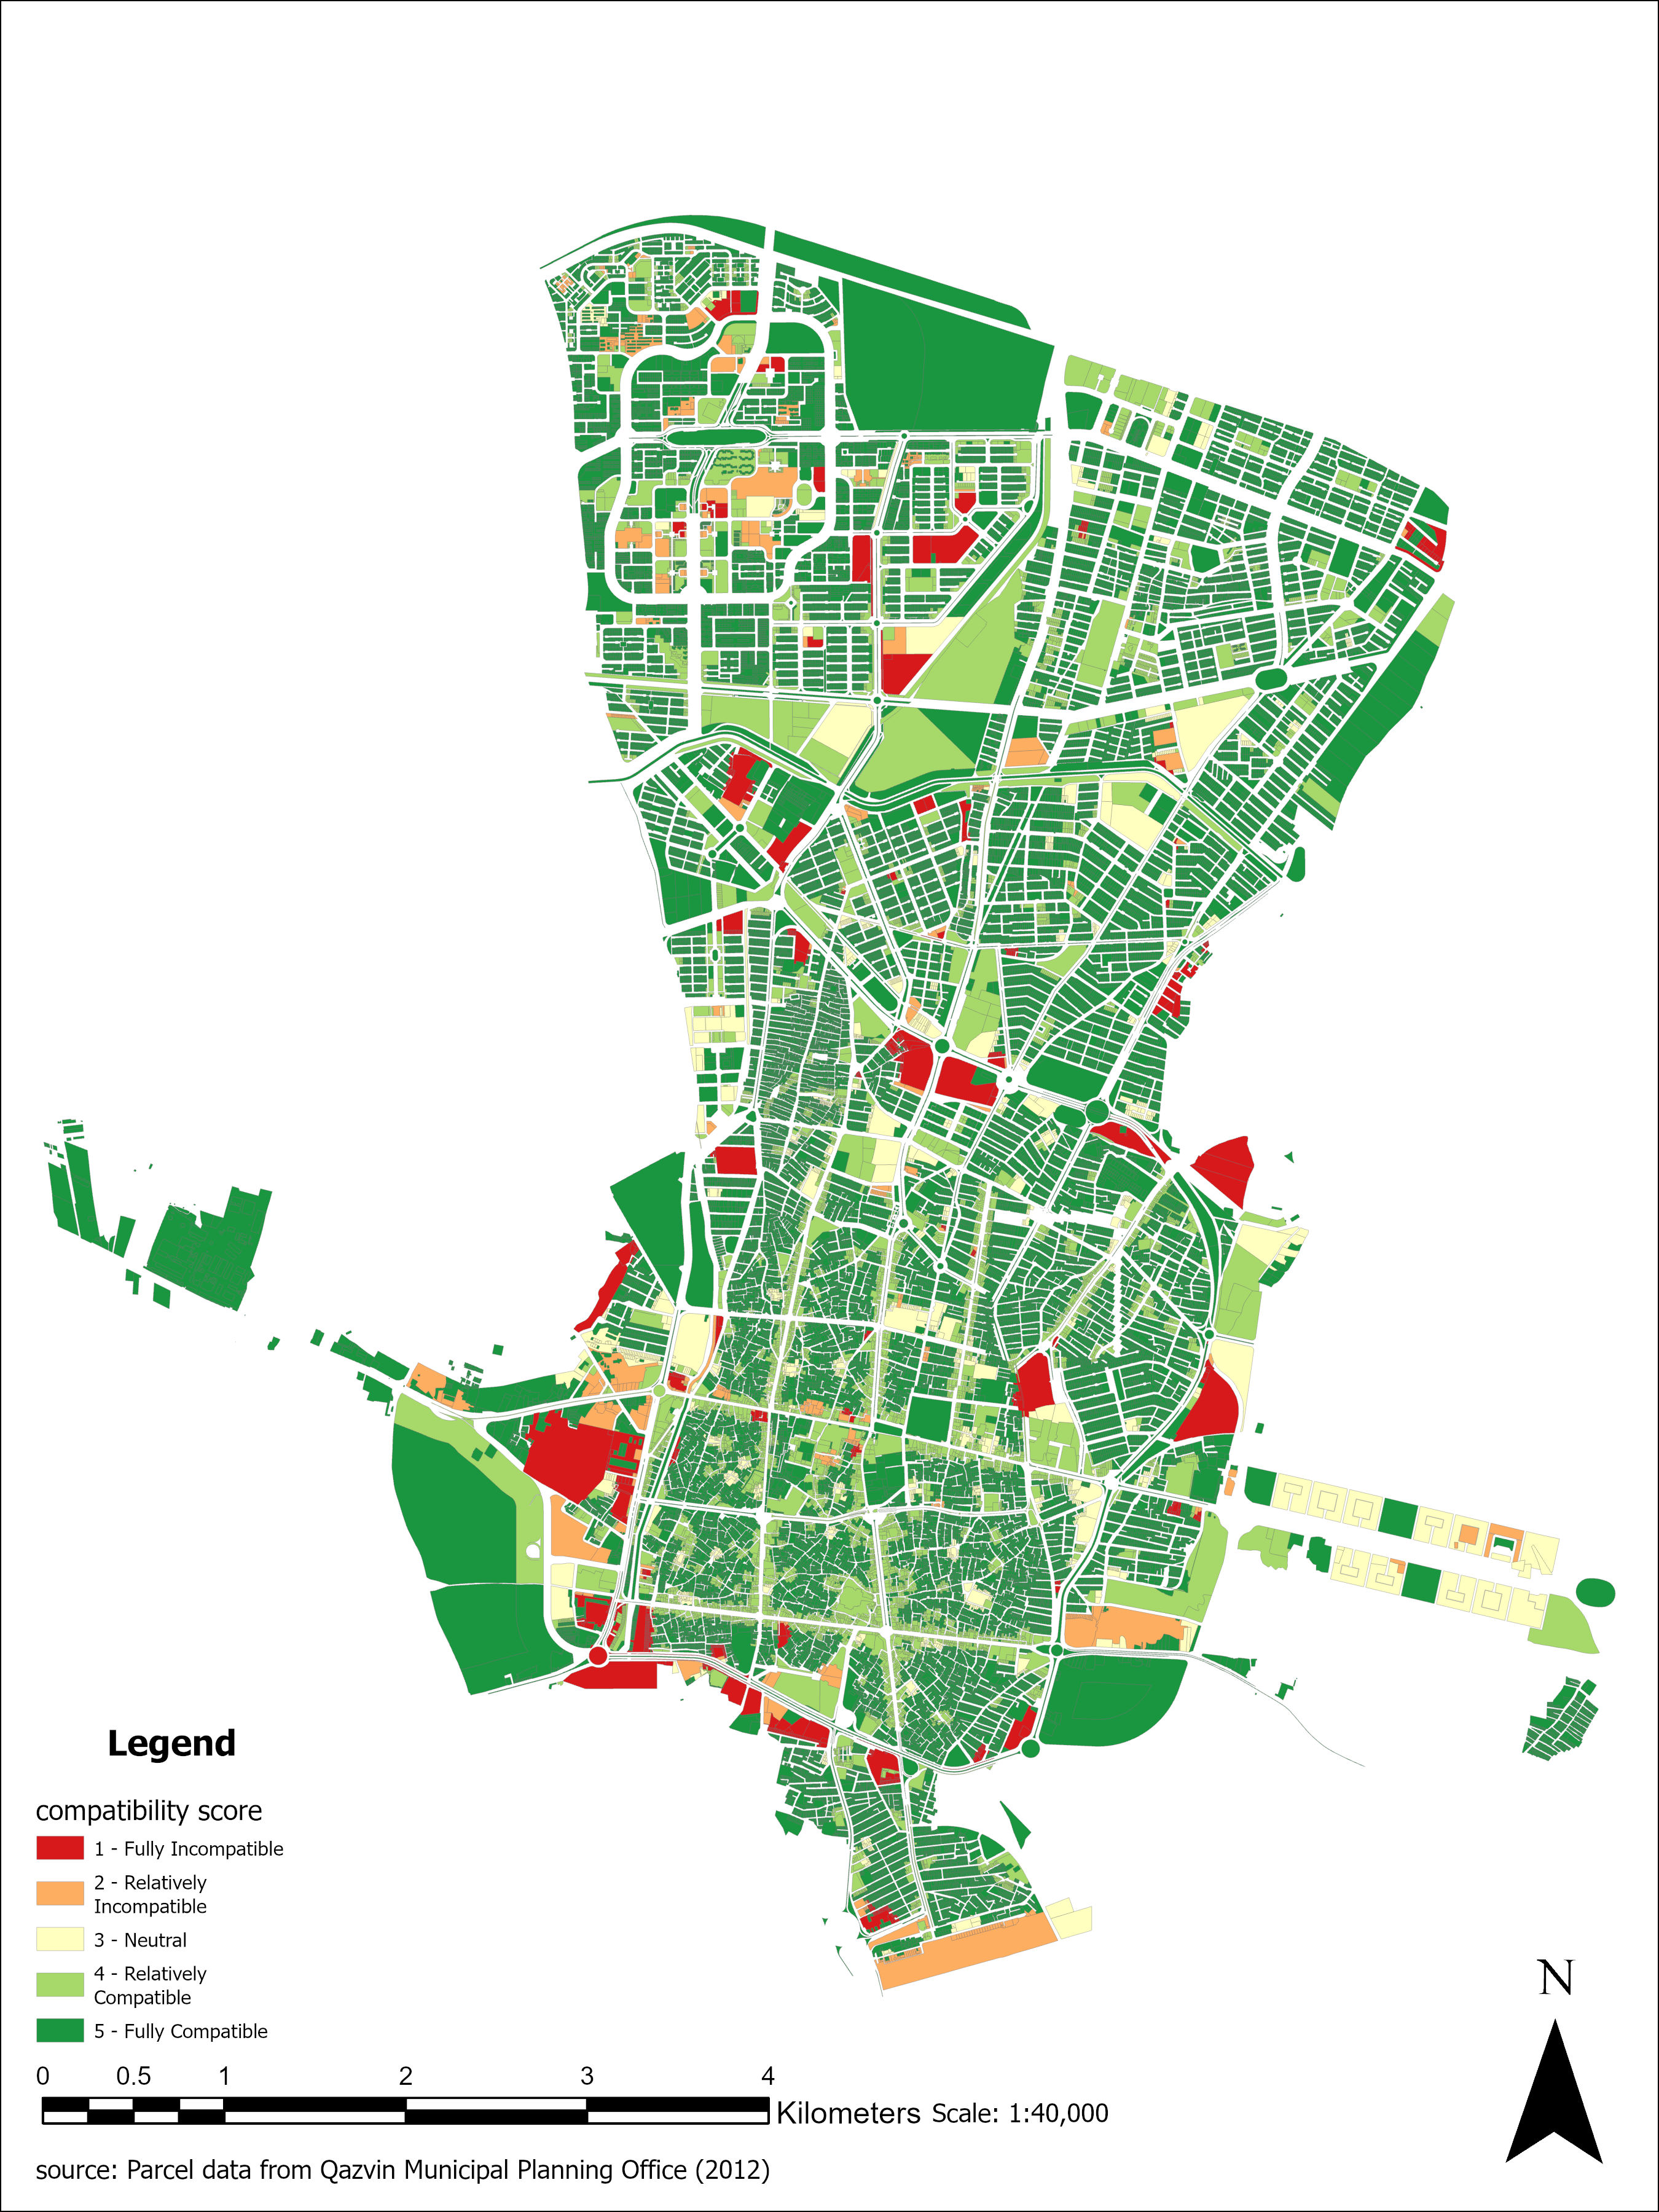 Legend
compatibility score
1 - Fully Incompatible
2 - Relatively
Incompatible
3 - Neutral
4 - Relatively
Compatible
5 - Fully Compatible
N
0 0.5 1 2 3 4
Kilometers Scale: 1:40,000
source: Parcel data from Qazvin Municipal Planning Office (2012)